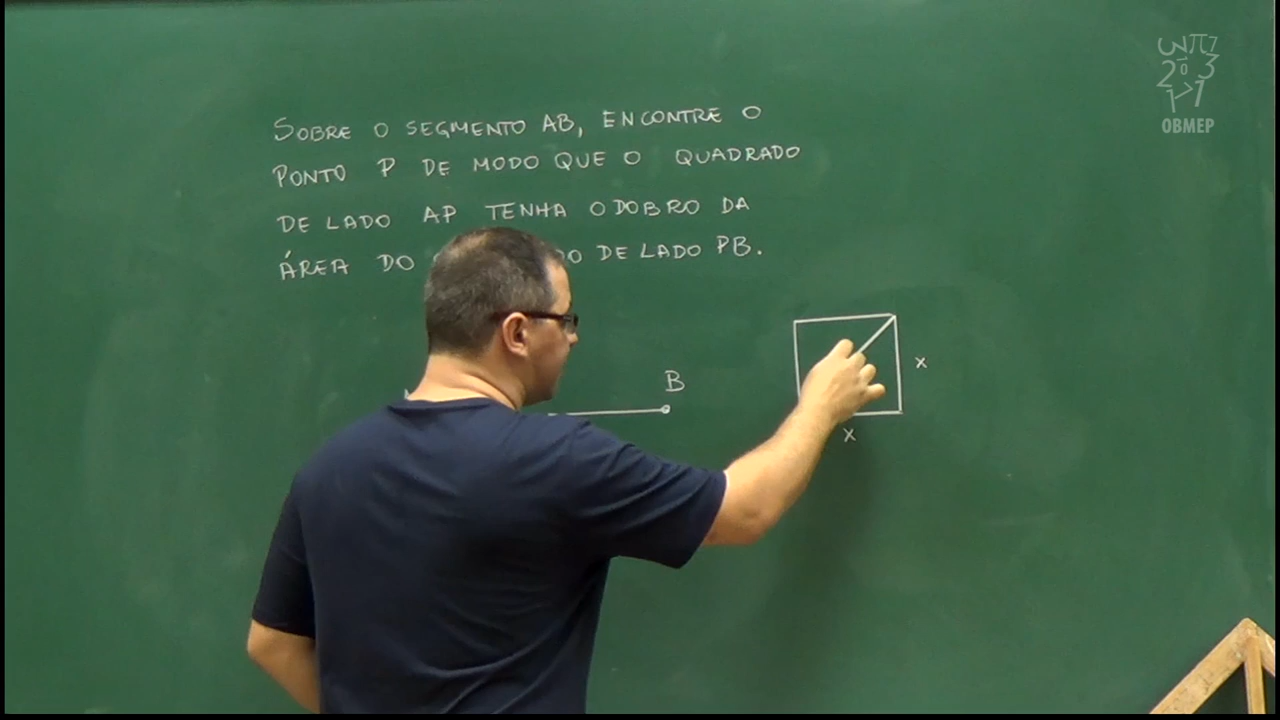 SOBRE O SEGMENTO AB, ENCONTRE O
PONTO P DE MODO QUE O QUADRADO
DE LADO AP TENHA O DOBRO DA
ÁREA DO DE LADO PB.
B
x
x
OBMEP